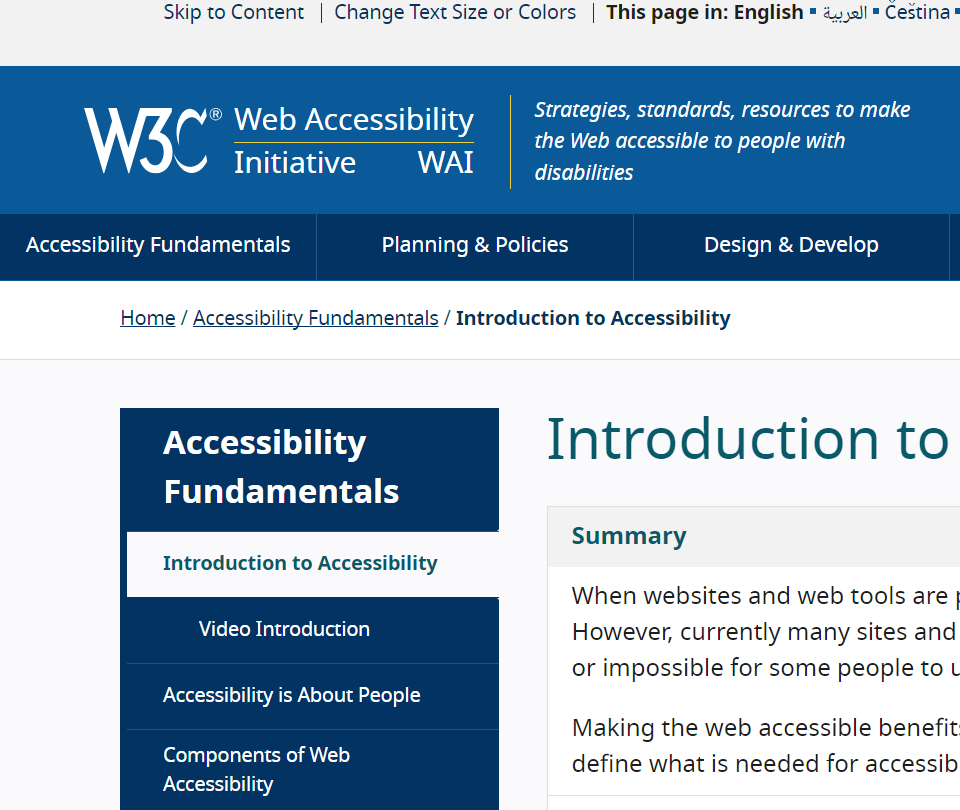 Skip to Content | Change Text Size or Colors | This page in: English ▪ العربية ▪ Čeština
W3C® Web Accessibility
Initiative WAI
Strategies, standards, resources to make
the Web accessible to people with
disabilities
Accessibility Fundamentals
Planning & Policies
Design & Develop
Home / Accessibility Fundamentals / Introduction to Accessibility
Accessibility
Fundamentals
Introduction to Accessibility
Video Introduction
Accessibility is About People
Components of Web
Accessibility
Introduction to
Summary
When websites and web tools are
However, currently many sites and
or impossible for some people to
Making the web accessible benefits
define what is needed for accessib